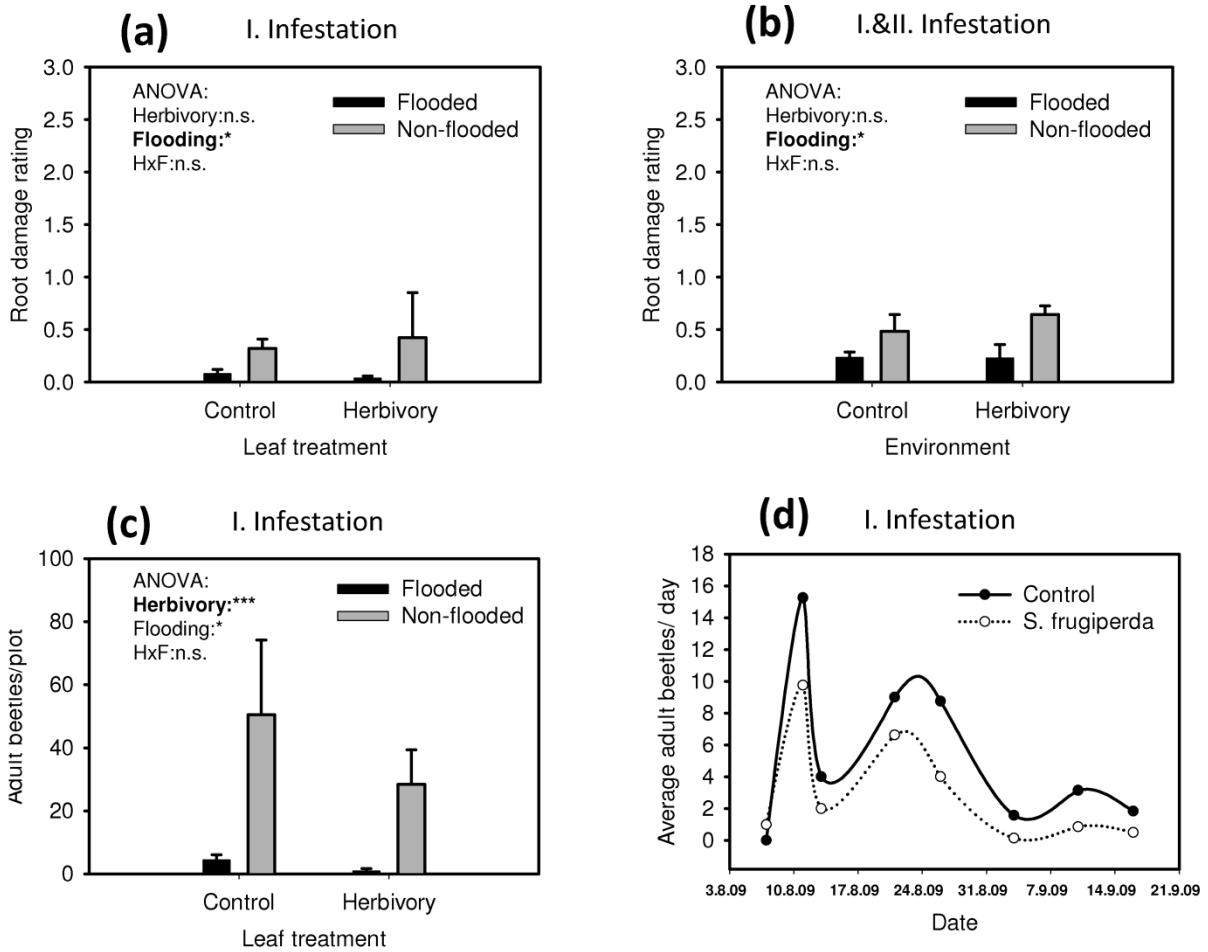 (a) I. Infestation
3.0
2.5
2.0
1.5
1.0
0.5
0.0
Root damage rating
ANOVA:
Herbivory:n.s.
Flooding:*
HxF:n.s.
Flooded
Non-flooded
Control Herbivory
Leaf treatment
(b) I.&II. Infestation
3.0
2.5
2.0
1.5
1.0
0.5
0.0
Root damage rating
ANOVA:
Herbivory:n.s.
Flooding:*
HxF:n.s.
Flooded
Non-flooded
Control Herbivory
Environment
(c) I. Infestation
100
80
60
40
20
0
Adult beetles/plot
ANOVA:
Herbivory:***
Flooding:*
HxF:n.s.
Flooded
Non-flooded
Control Herbivory
Leaf treatment
(d) I. Infestation
18
16
14
12
10
8
6
4
2
0
Average adult beetles/ day
Control
S. frugiperda
3.8.09 10.8.09 17.8.09 24.8.09 31.8.09 7.9.09 14.9.09 21.9.09
Date